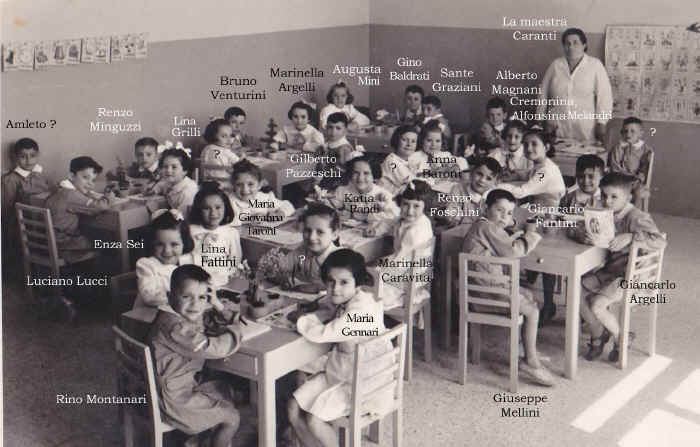 La maestra
Caranti
Gino
Baldrati
Augusta
Mini
Marinella
Argelli
Sante
Graziani
Alberto
Magnani
Bruno
Venturini
Cremonina,
Alfonsina Melandri
Renzo
Minguzzi
Lina
Grilli
Amleto ?
?
?
?
Gilberto
Pazzeschi
Anna
Baroni
?
Maria
Giovanna
Taroni
Katia
Randi
Renzo
Foschini
Giancarlo
Fantini
Enza Sei
Lina
Fattini
?
Marinella
Caravita
Luciano Lucci
Giancarlo
Argelli
Maria
Gennari
Rino Montanari
Giuseppe
Mellini